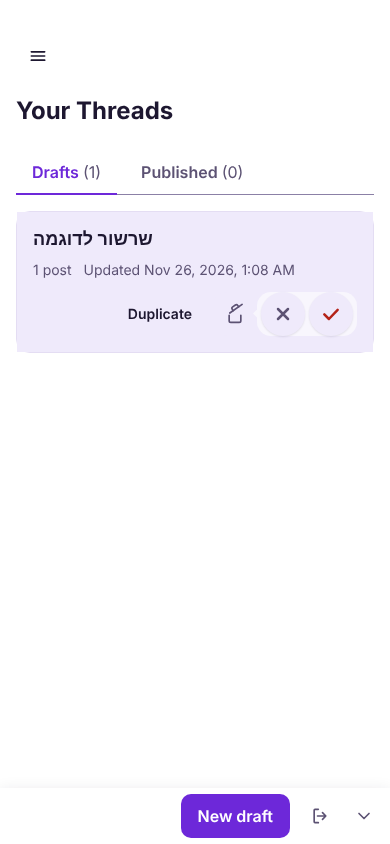 Your Threads
Drafts (1)
Published (0)
שרשור לדוגמה
1 post Updated Nov 26, 2026, 1:08 AM
Duplicate
New draft